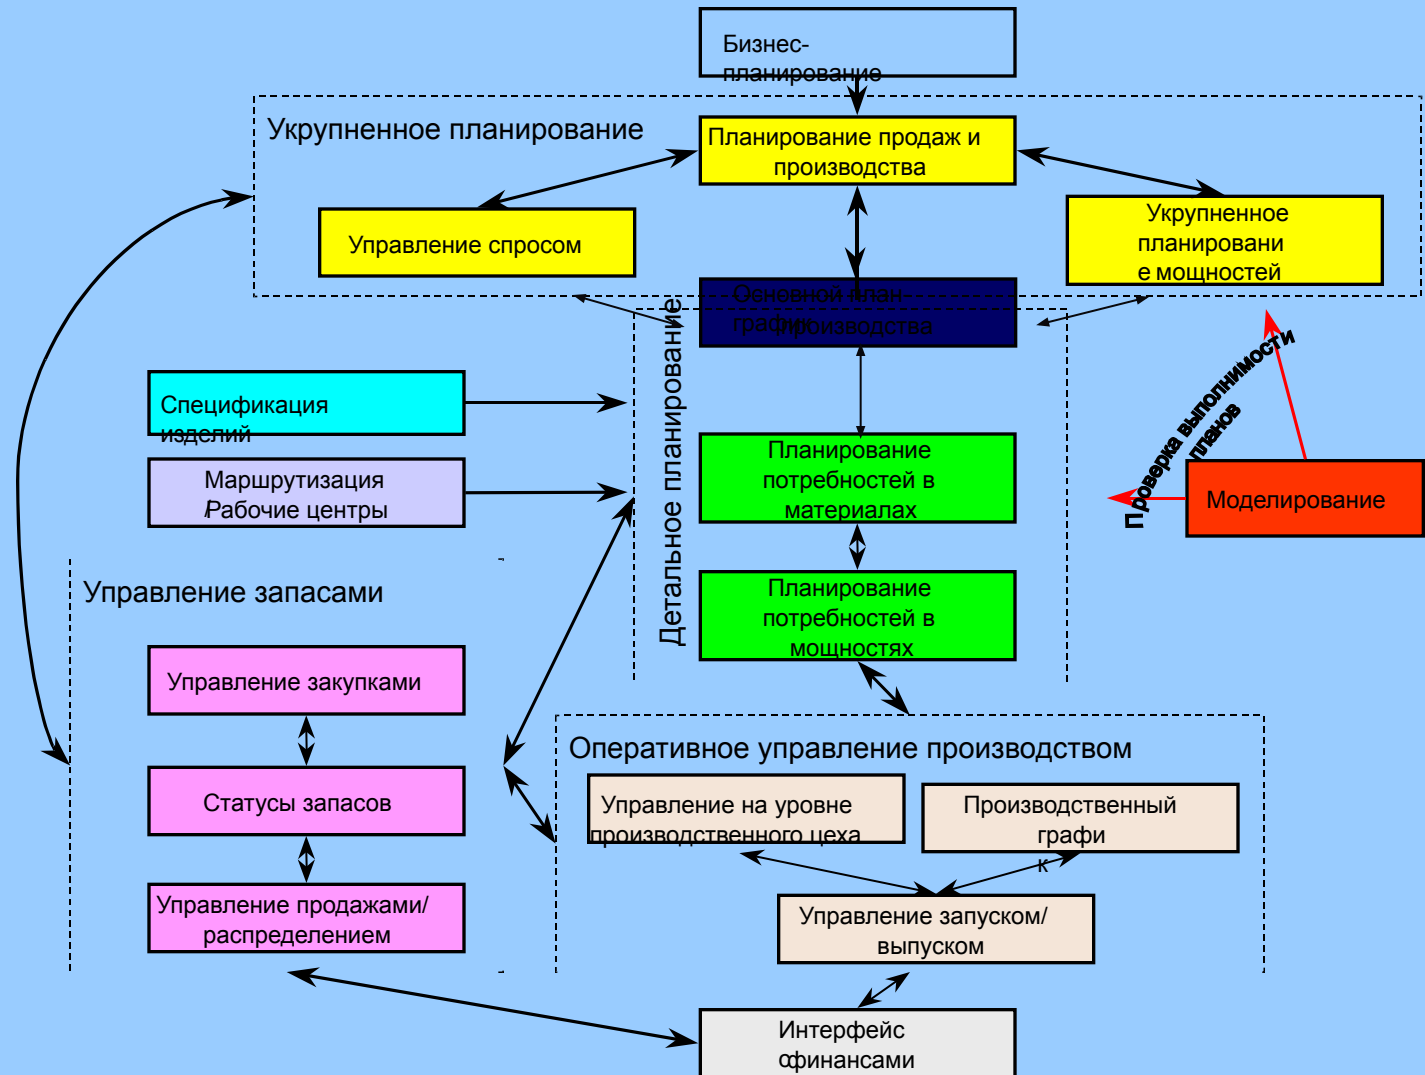 Бизнес-
планирование
Укрупненное планирование
Планирование продаж и
производства
Управление спросом
Укрупненное
планировани
е мощностей
Основной план
график
производства
Детальное планирование
Спецификация
изделий
Маршрутизация
/Рабочие центры
Планирование
потребностей в
материалах
Проверка выполнимости
планов
Моделирование
Планирование
потребностей в
мощностях
Управление запасами
Управление закупками
Статусы запасов
Управление продажами/
распределением
Оперативное управление производством
Управление на уровне
производственного цеха
Производственный
графи
к
Управление запуском/
выпуском
Интерфейс
с финансами